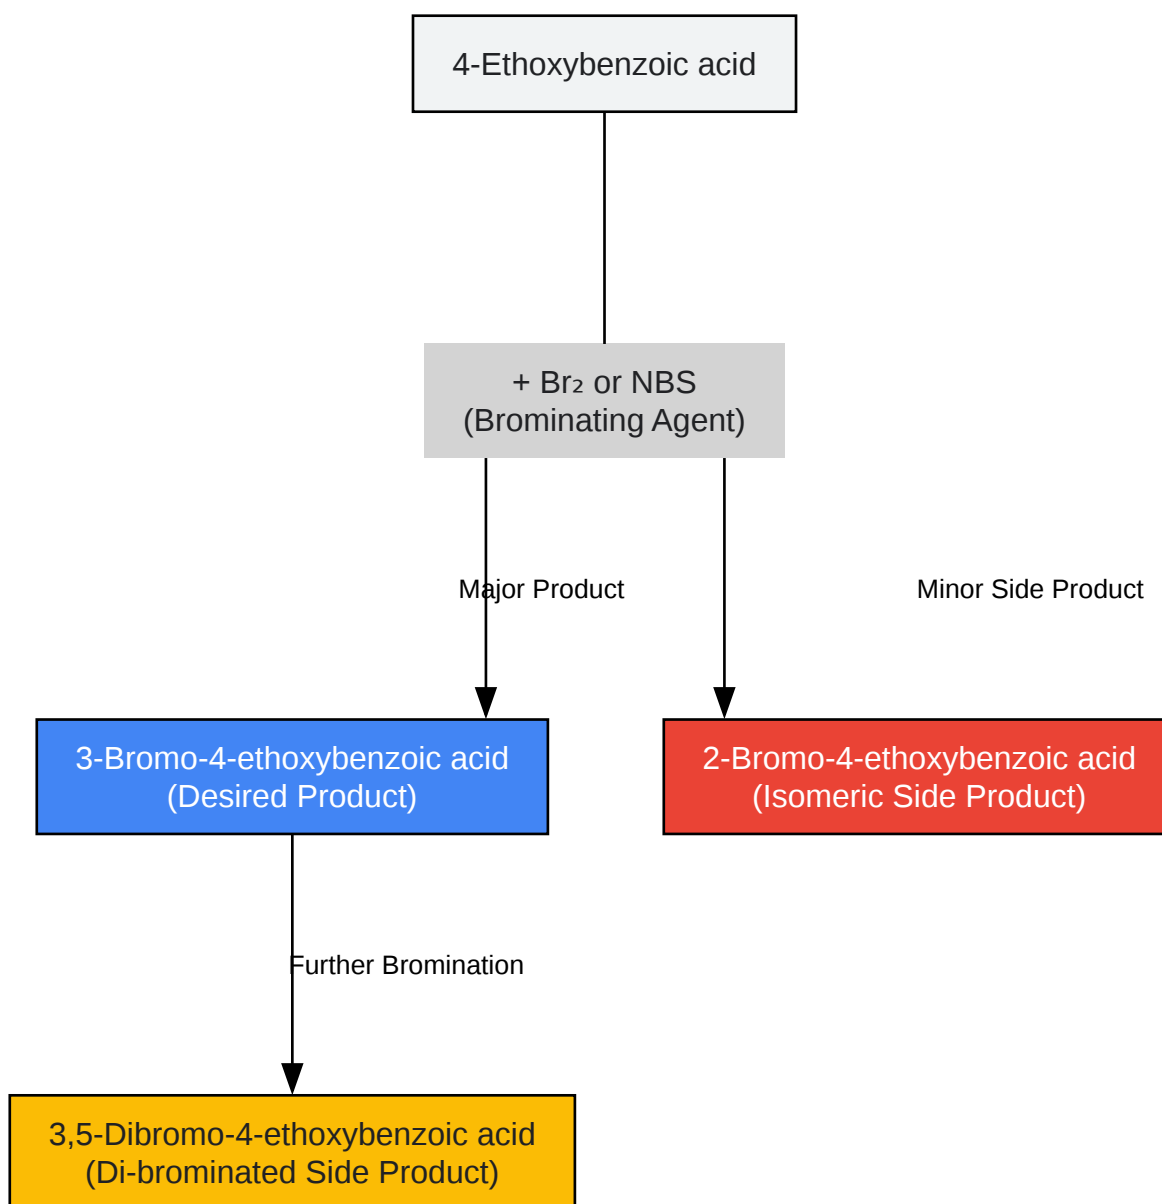 4-Ethoxybenzoic acid
+ Br₂ or NBS
(Brominating Agent)
Major Product
Minor Side Product
3-Bromo-4-ethoxybenzoic acid
(Desired Product)
2-Bromo-4-ethoxybenzoic acid
(Isomeric Side Product)
Further Bromination
3,5-Dibromo-4-ethoxybenzoic acid
(Di-brominated Side Product)